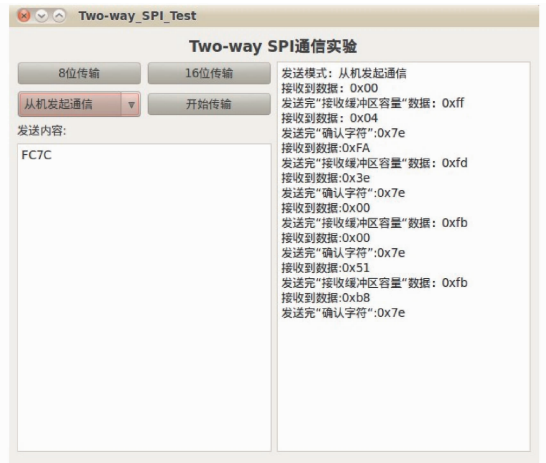 Two-way_SPI_Test
Two-way SPI通信实验
8位传输
16位传输
从机发起通信
开始传输
发送内容:
FC7C
发送模式：从机发起通信
接收到数据：0x00
发送完“接收缓冲区容量“数据：0xff
接收到数据：0x04
发送完“确认字符“:0x7e
接收到数据:0xFA
发送完“接收缓冲区容量“数据：0xfd
接收到数据:0x3e
发送完“确认字符“:0x7e
接收到数据:0x00
发送完“接收缓冲区容量“数据：0xfb
接收到数据:0x00
发送完“确认字符“:0x7e
接收到数据:0x51
发送完“接收缓冲区容量“数据：0xfb
接收到数据:0xb8
发送完“确认字符“:0x7e